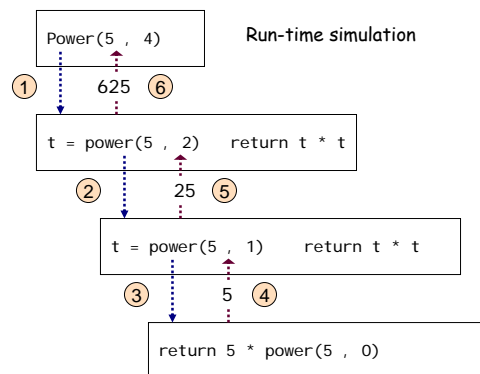 Power(5 , 4)
Run-time simulation
1
625
6
t = power(5 , 2) return t * t
2
25
5
t = power(5 , 1) return t * t
3
5
4
return 5 * power(5 , 0)